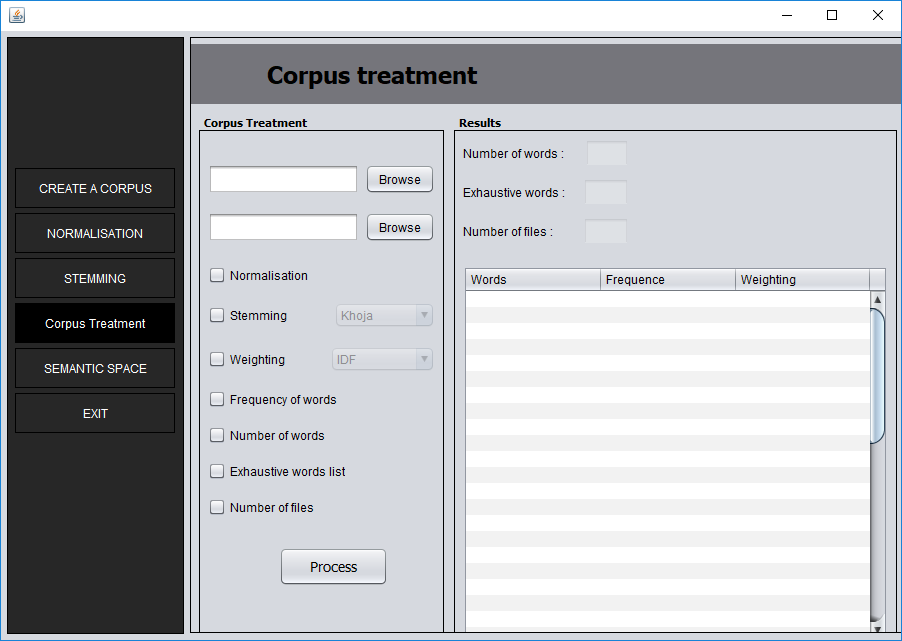 Corpus treatment
CREATE A CORPUS
NORMALISATION
STEMMING
Corpus Treatment
SEMANTIC SPACE
EXIT
Corpus Treatment
Browse
Browse
Normalisation
Stemming Khoja
Weighting IDF
Frequency of words
Number of words
Exhaustive words list
Number of files
Process
Results
Number of words :
Exhaustive words :
Number of files :
Words Frequence Weighting